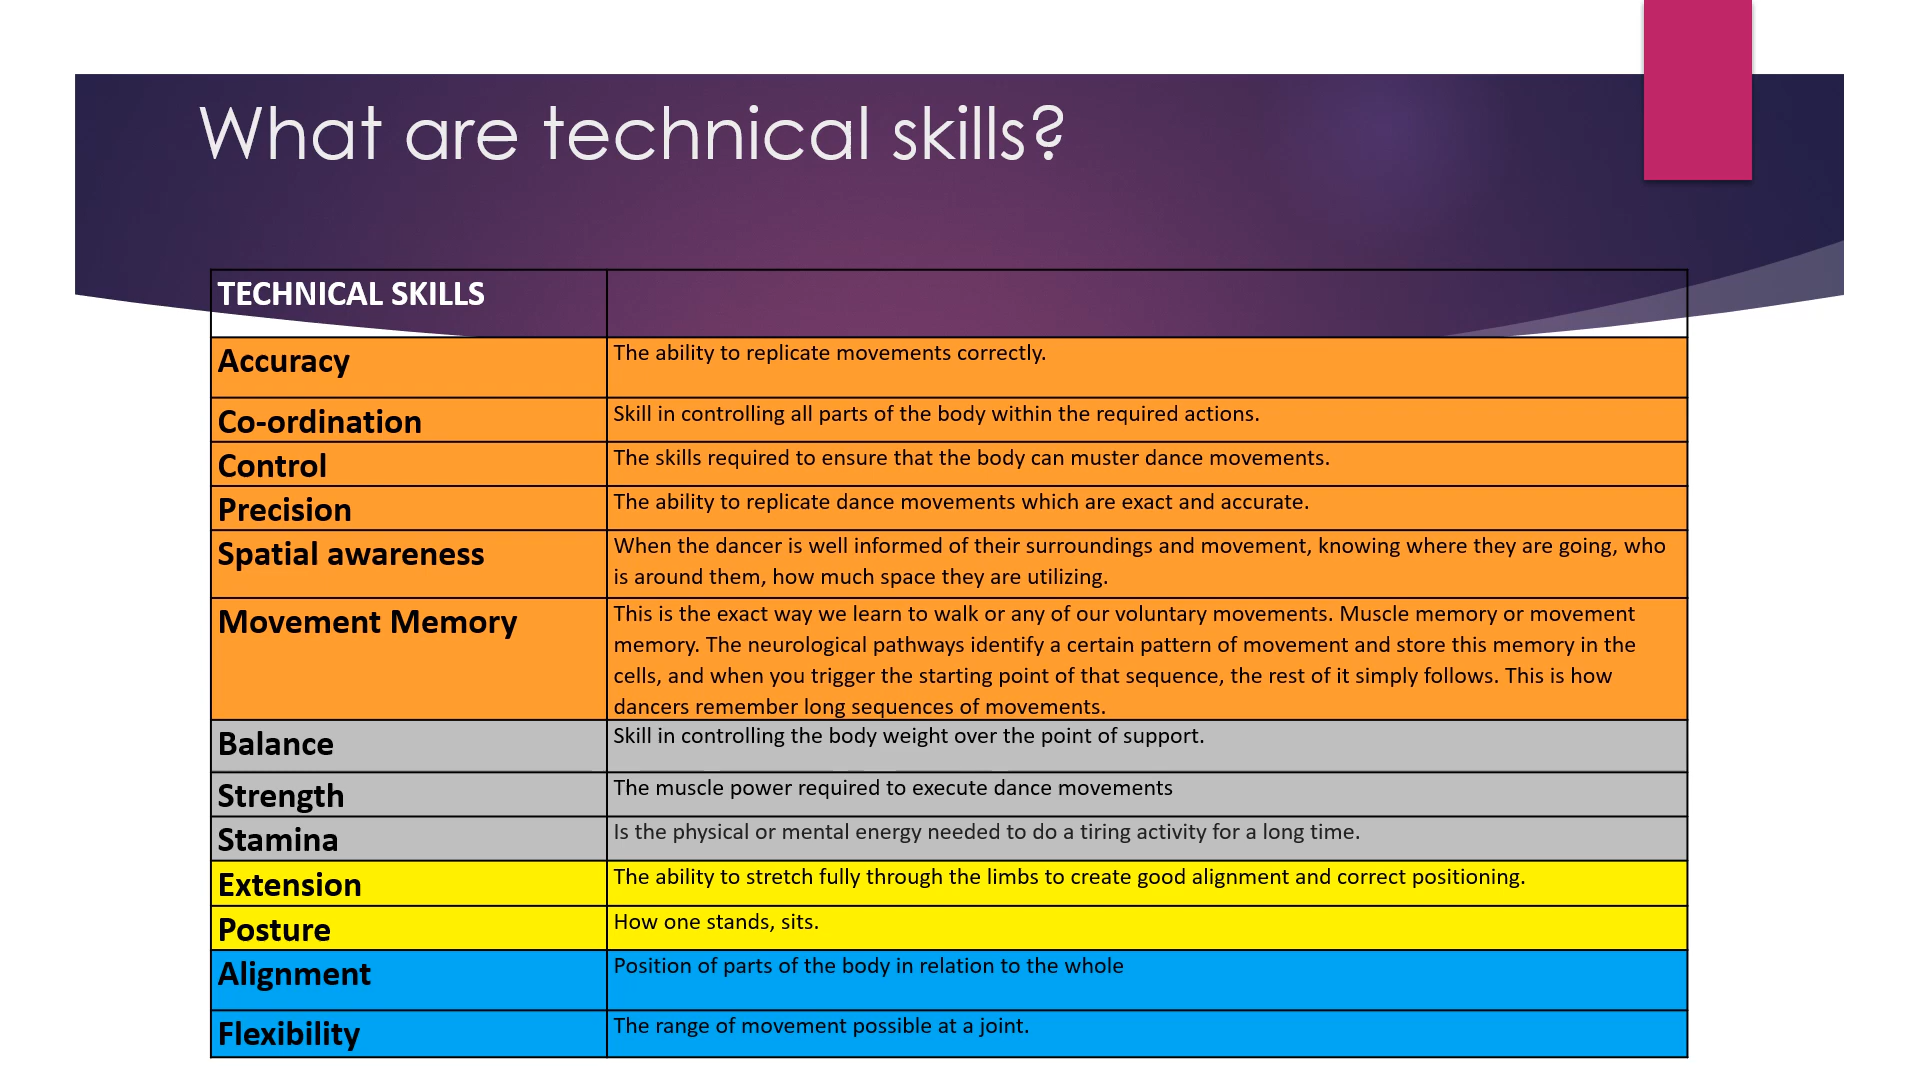 What are technical skills?
TECHNICAL SKILLS
Accuracy
The ability to replicate movements correctly.
Co-ordination
Skill in controlling all parts of the body within the required actions.
Control
The skills required to ensure that the body can muster dance movements.
Precision
The ability to replicate dance movements which are exact and accurate.
Spatial awareness
When the dancer is well informed of their surroundings and movement, knowing where they are going, who
is around them, how much space they are utilizing.
Movement Memory
This is the exact way we learn to walk or any of our voluntary movements. Muscle memory or movement
memory. The neurological pathways identify a certain pattern of movement and store this memory in the
cells, and when you trigger the starting point of that sequence, the rest of it simply follows. This is how
dancers remember long sequences of movements.
Balance
Skill in controlling the body weight over the point of support.
Strength
The muscle power required to execute dance movements
Stamina
Is the physical or mental energy needed to do a tiring activity for a long time.
Extension
The ability to stretch fully through the limbs to create good alignment and correct positioning.
Posture
How one stands, sits.
Alignment
Position of parts of the body in relation to the whole
Flexibility
The range of movement possible at a joint.